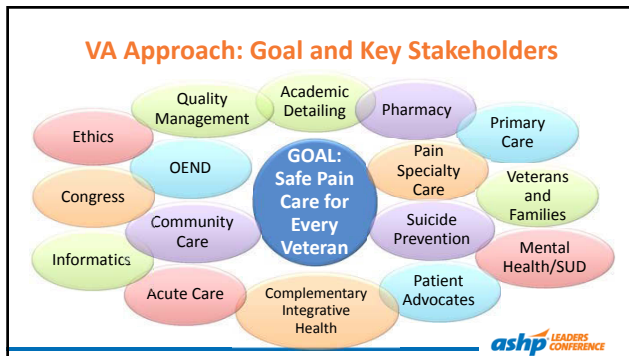 VA Approach: Goal and Key Stakeholders
Academic
Detailing
Quality
Management
Pharmacy
Ethics
Primary
Care
OEND
GOAL:
Safe Pain
Care for
Every
Veteran
Pain
Specialty
Care
Congress
Veterans
and
Families
Community
Care
Suicide
Prevention
Informatics
Mental
Health/SUD
Acute Care
Complementary
Integrative
Health
Patient
Advocates
ashp LEADERS
CONFERENCE